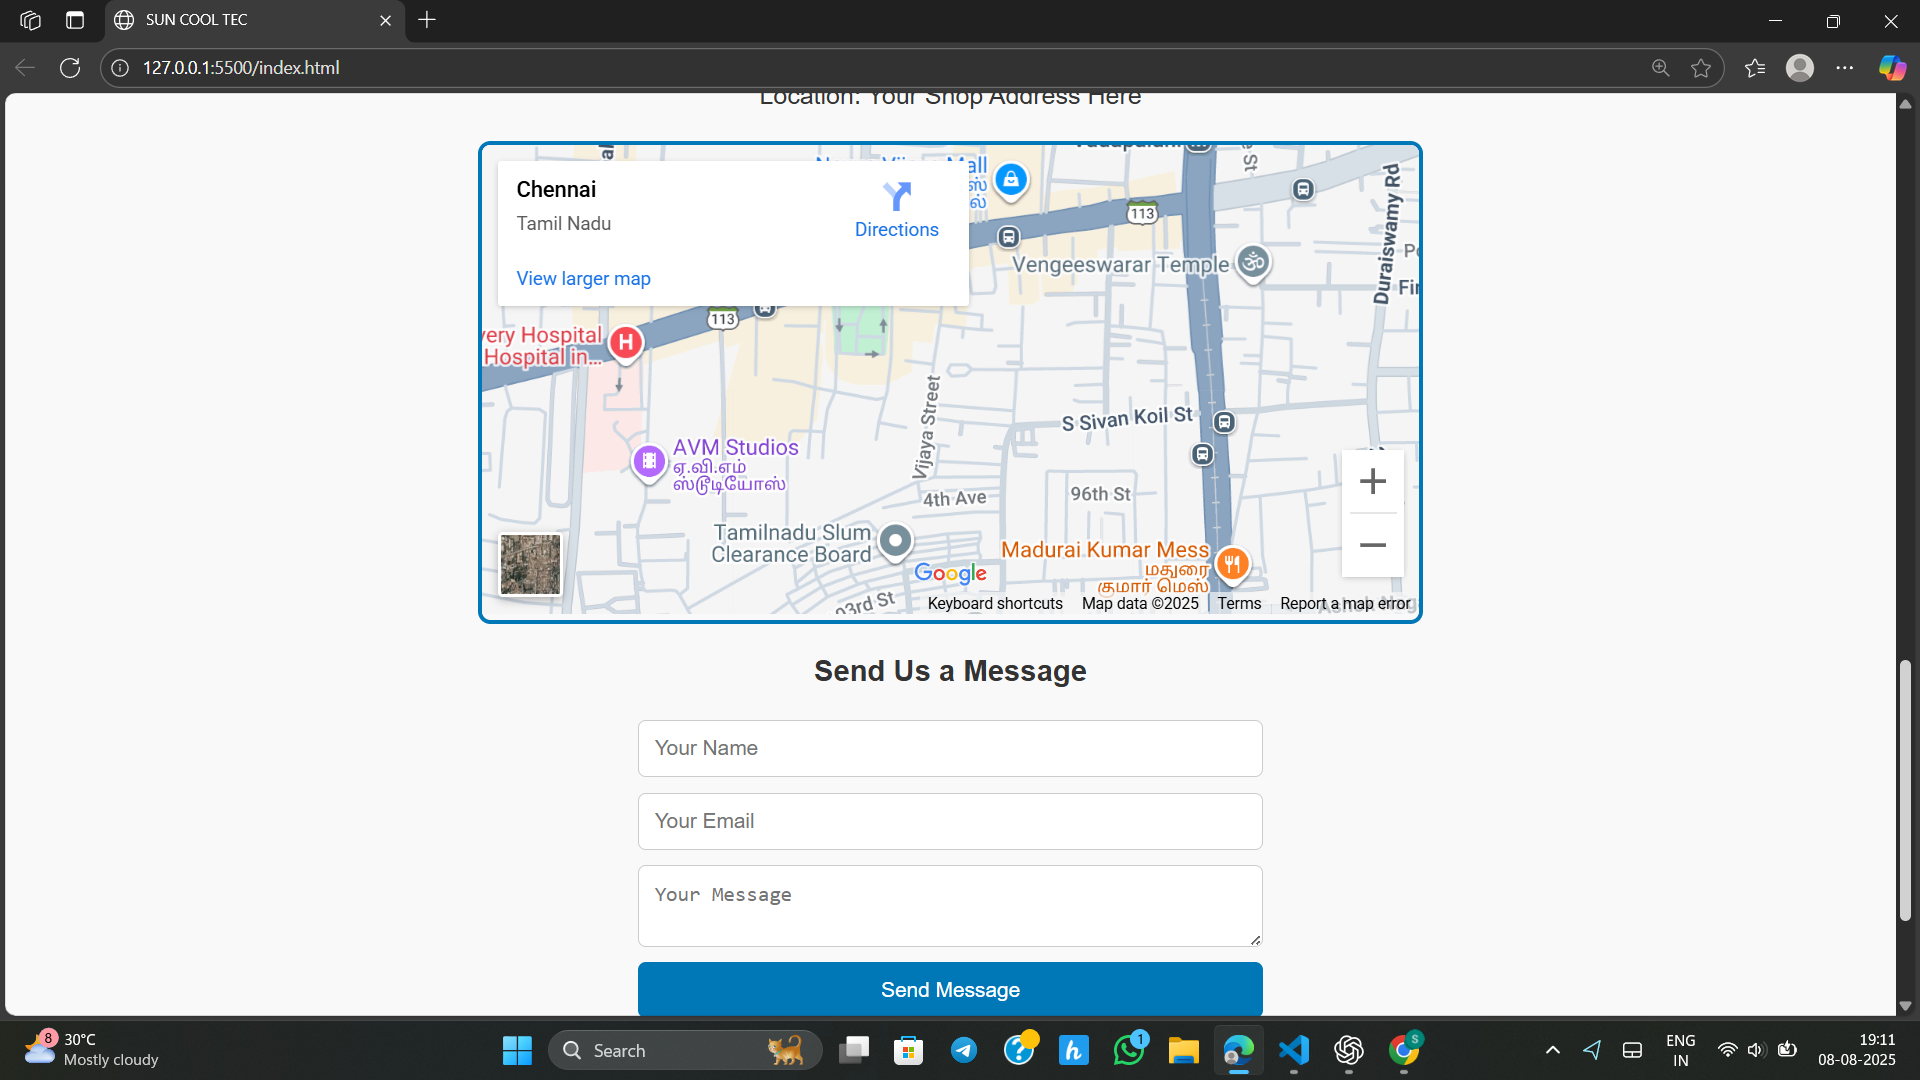 SUN COOL TEC
127.0.0.1:5500/index.html
Location: Your Shop Address Here
Chennai
Tamil Nadu
Directions
View larger map
Mall
113
Vengeeswarar Temple
Duraiswamy Rd
113
Hospital
Hospital in...
Vijaya Street
S Sivan Koil St
AVM Studios
ஏ.வி.எம்
ஸ்டூடியோஸ்
4th Ave
96th St
Tamilnadu Slum
Clearance Board
Madurai Kumar Mess
மதுரை
குமார் மெஸ்
Google
93rd St
Keyboard shortcuts Map data ©2025 Terms Report a map error
Send Us a Message
Your Name
Your Email
Your Message
Send Message
8
30°C
Mostly cloudy
Search
1
S
ENG
IN
19:11
08-08-2025